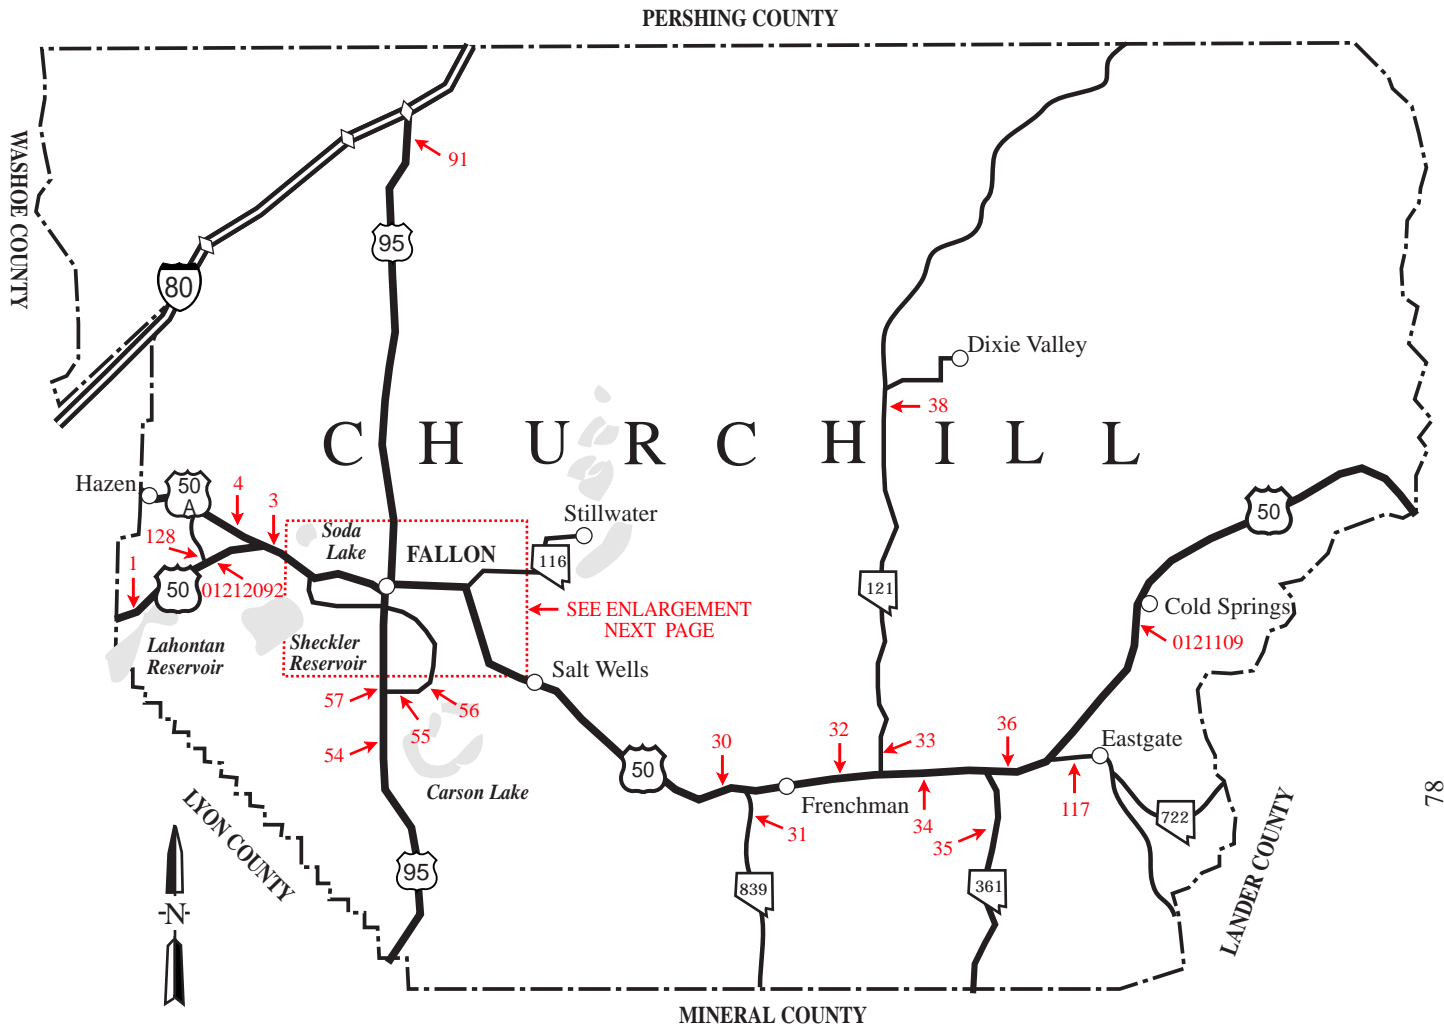 PERSHING COUNTY
WASHOE COUNTY
91
95
80
Dixie Valley
38
C H U R C H I L L
Hazen
50
A
4
3
Stillwater
Soda
Lake
FALLON
50
128
116
1
50
01212092
121
SEE ENLARGEMENT
NEXT PAGE
Cold Springs
0121109
Lahontan
Reservoir
Sheckler
Reservoir
Salt Wells
57
56
55
54
30
32
33
36
Eastgate
50
Carson Lake
Frenchman
34
117
31
35
722
78
LYON COUNTY
LANDER COUNTY
95
839
361
-N-
MINERAL COUNTY